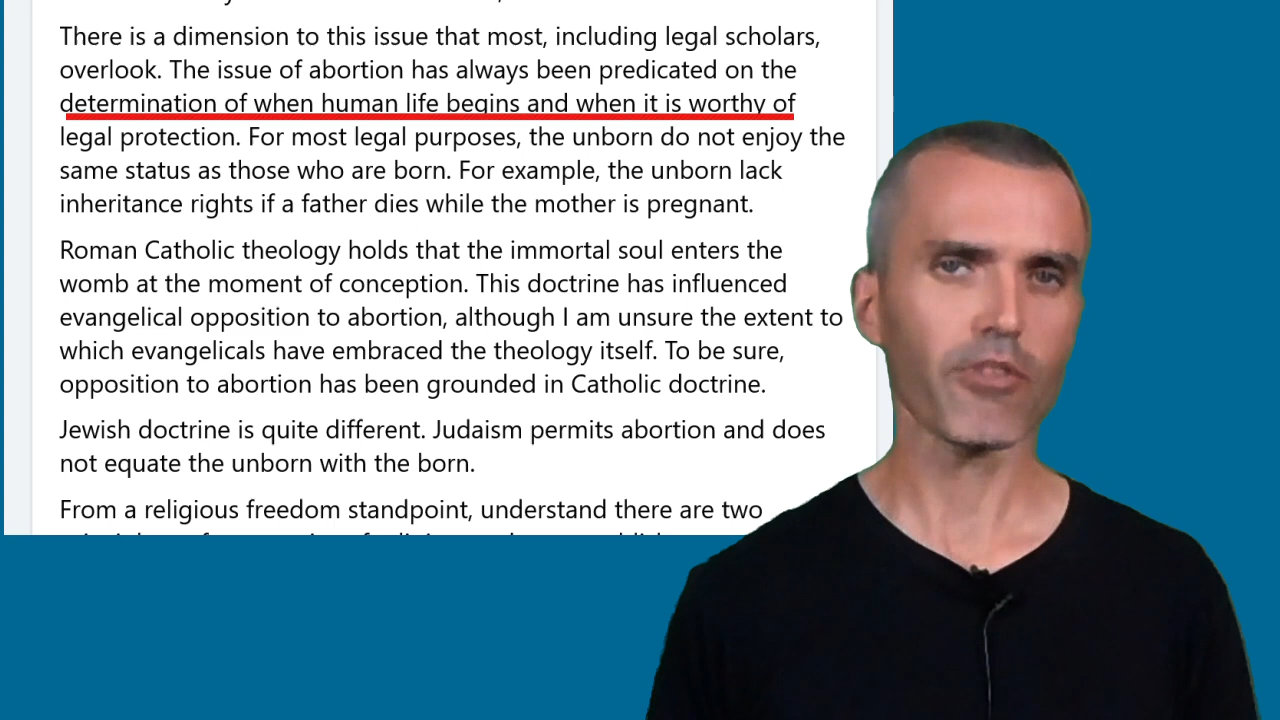 There is a dimension to this issue that most, including legal scholars,
overlook. The issue of abortion has always been predicated on the
determination of when human life begins and when it is worthy of
legal protection. For most legal purposes, the unborn do not enjoy the
same status as those who are born. For example, the unborn lack
inheritance rights if a father dies while the mother is pregnant.
Roman Catholic theology holds that the immortal soul enters the
womb at the moment of conception. This doctrine has influenced
evangelical opposition to abortion, although I am unsure the extent to
which evangelicals have embraced the theology itself. To be sure,
opposition to abortion has been grounded in Catholic doctrine.
Jewish doctrine is quite different. Judaism permits abortion and does
not equate the unborn with the born.
From a religious freedom standpoint, understand there are two